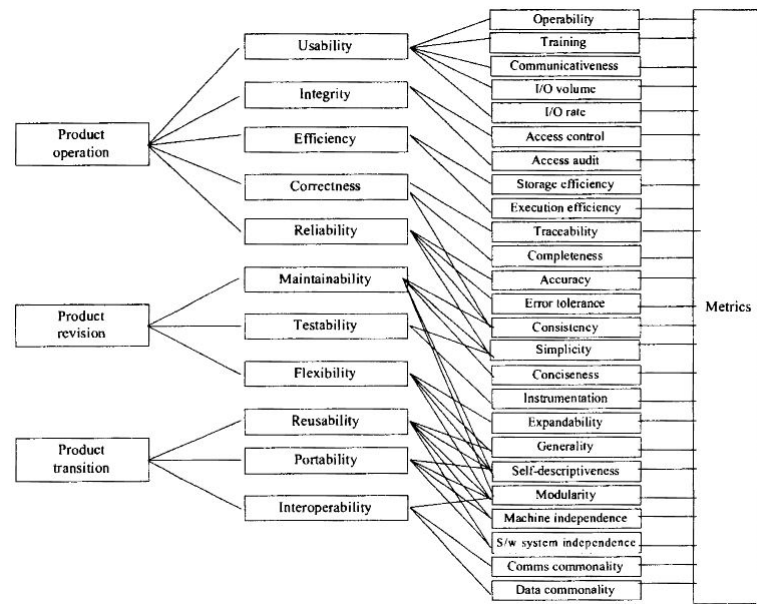 Product
operation
Product
revision
Product
transition
Usability
Integrity
Efficiency
Correctness
Reliability
Maintainability
Testability
Flexibility
Reusability
Portability
Interoperability
Operability
Training
Communicativeness
I/O volume
I/O rate
Access control
Access audit
Storage efficiency
Execution efficiency
Traceability
Completeness
Accuracy
Error tolerance
Consistency
Simplicity
Conciseness
Instrumentation
Expandability
Generality
Self-descriptiveness
Modularity
Machine independence
S/w system independence
Comms commonality
Data commonality
Metrics